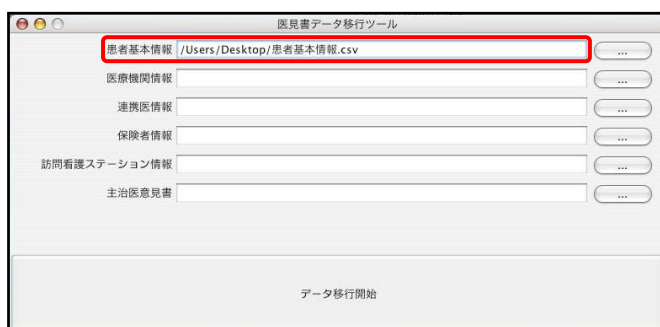 医見書データ移行ツール
患者基本情報 /Users/Desktop/患者基本情報.csv ...
医療機関情報 ...
連携医情報 ...
保険者情報 ...
訪問看護ステーション情報 ...
主治医意見書 ...
データ移行開始